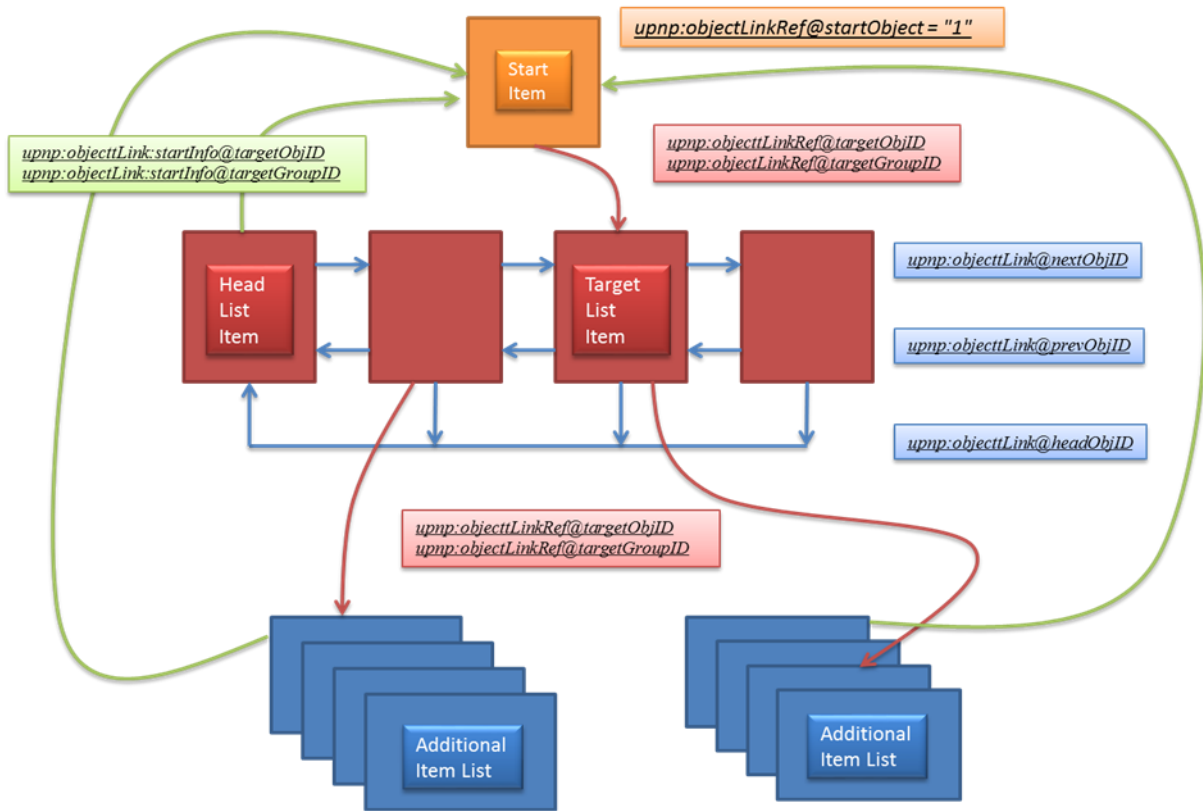 upnp:objectLinkRef@startObject = "1"
Start
Item
upnp:objecttLink:startInfo@targetObjID
upnp:objectLink:startInfo@targetGroupID
upnp:objecttLinkRef@targetObjID
upnp:objectLinkRef@targetGroupID
Head
List
Item
Target
List
Item
upnp:objecttLink@nextObjID
upnp:objecttLink@prevObjID
upnp:objecttLink@headObjID
upnp:objecttLinkRef@targetObjID
upnp:objectLinkRef@targetGroupID
Additional
Item List
Additional
Item List